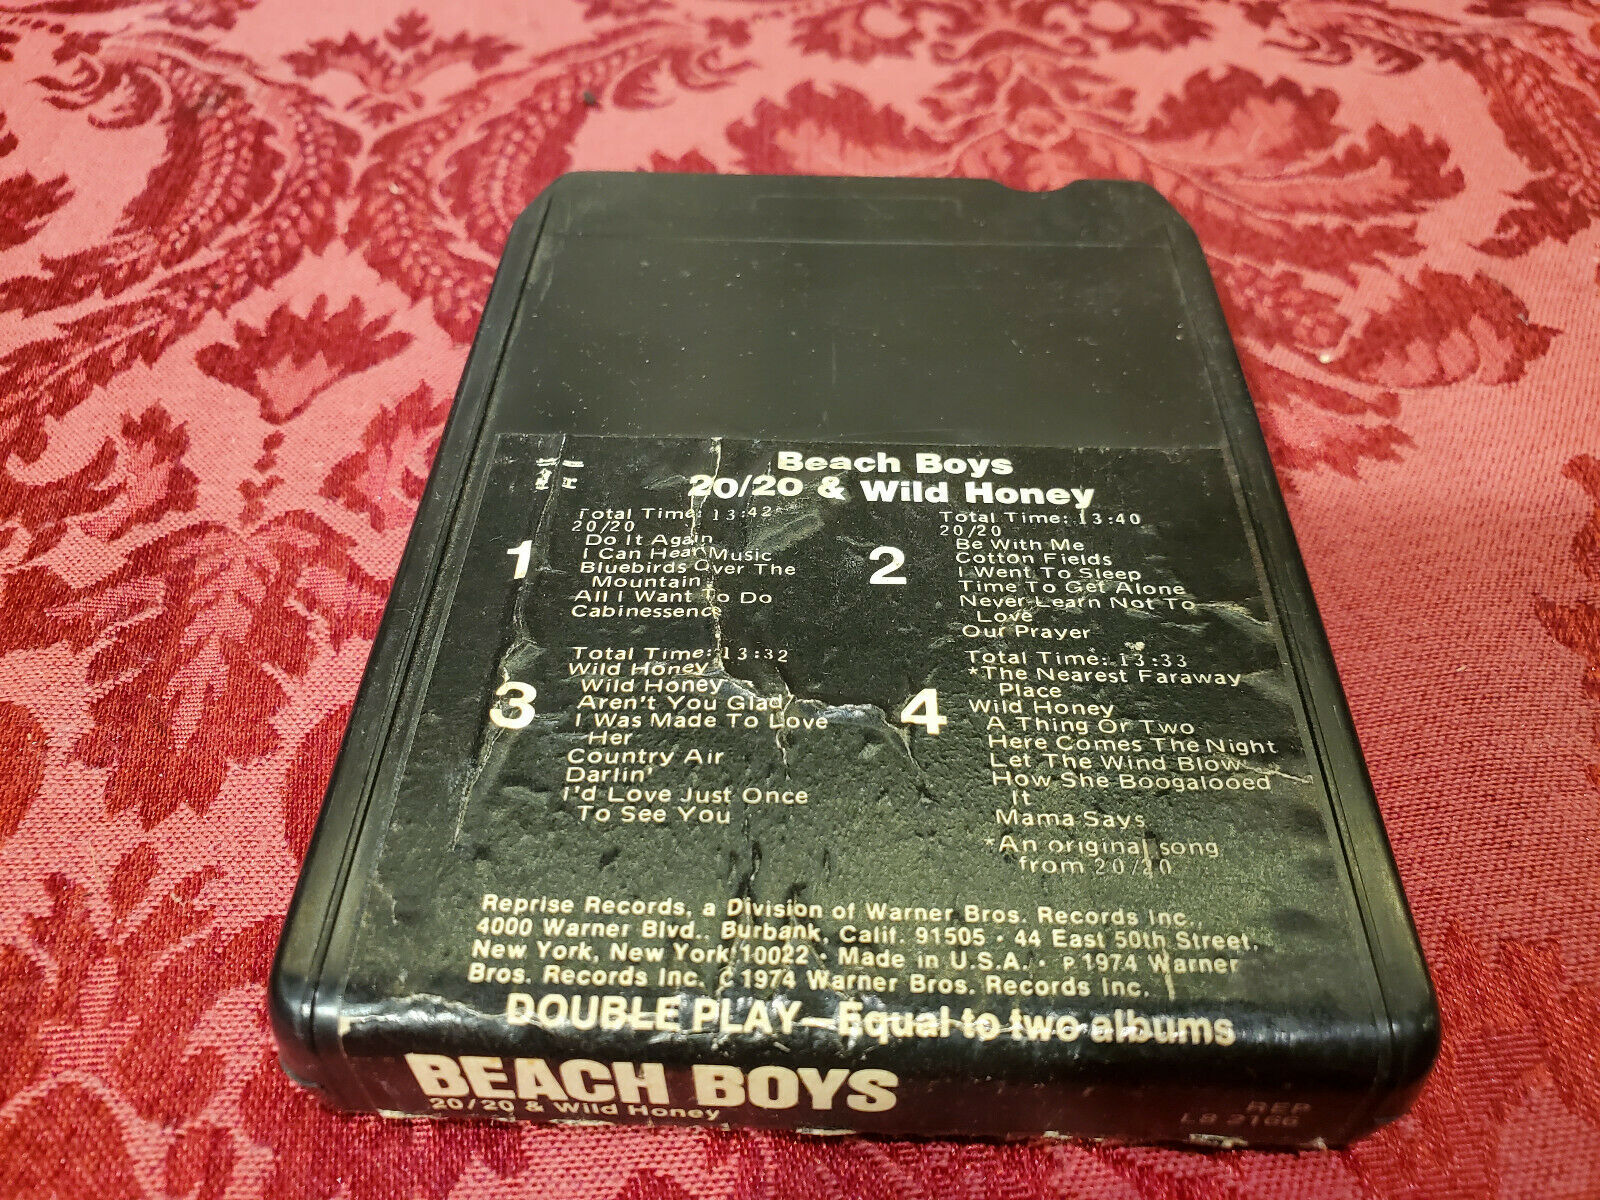 Beach Boys
20/20 & Wild Honey
1
Total Time: 13:42
20/20
Do It Again
I Can Hear Music
Bluebirds Over The
Mountain
All I Want To Do
Cabinessence
2
Total Time: 13:40
20/20
Be With Me
Cotton Fields
I Went To Sleep
Time To Get Alone
Never Learn Not To
Love
Our Prayer
3
Total Time: 13:32
Wild Honey
Wild Honey
Aren't You Glad
I Was Made To Love
Her
Country Air
Darlin'
I'd Love Just Once
To See You
4
Total Time: 13:33
*The Nearest Faraway
Place
Wild Honey
A Thing Or Two
Here Comes The Night
Let The Wind Blow
How She Boogalooed
It
Mama Says
*An original song
from 20/20
Reprise Records, a Division of Warner Bros. Records Inc.,
4000 Warner Blvd., Burbank, Calif. 91505 · 44 East 50th Street,
New York, New York 10022 · Made in U.S.A. · ℗ 1974 Warner
Bros. Records Inc. © 1974 Warner Bros. Records Inc.
DOUBLE PLAY—Equal to two albums
BEACH BOYS
20/20 & Wild Honey
REP
L8 2166